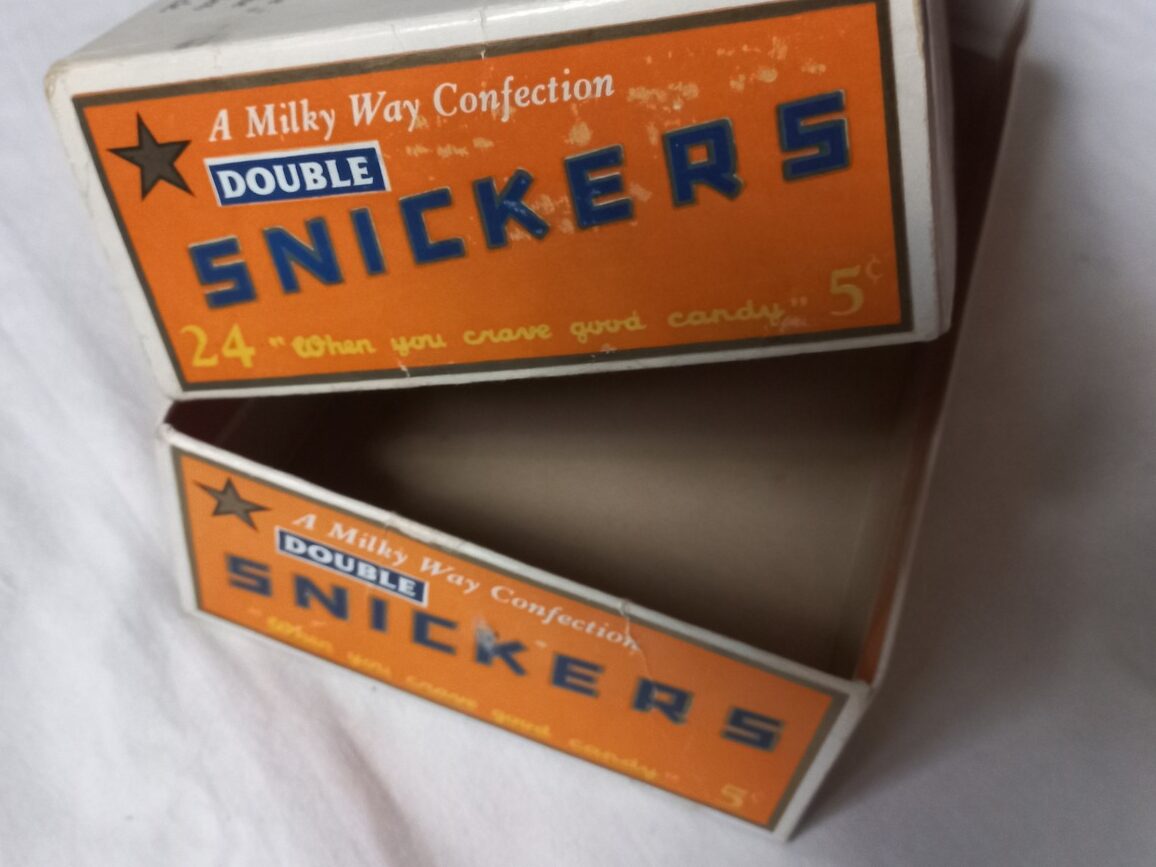 A Milky Way Confection
DOUBLE
SNICKERS
24 "When you crave good candy" 5¢
A Milky Way Confection
DOUBLE
SNICKERS
"When you crave good candy"
5¢